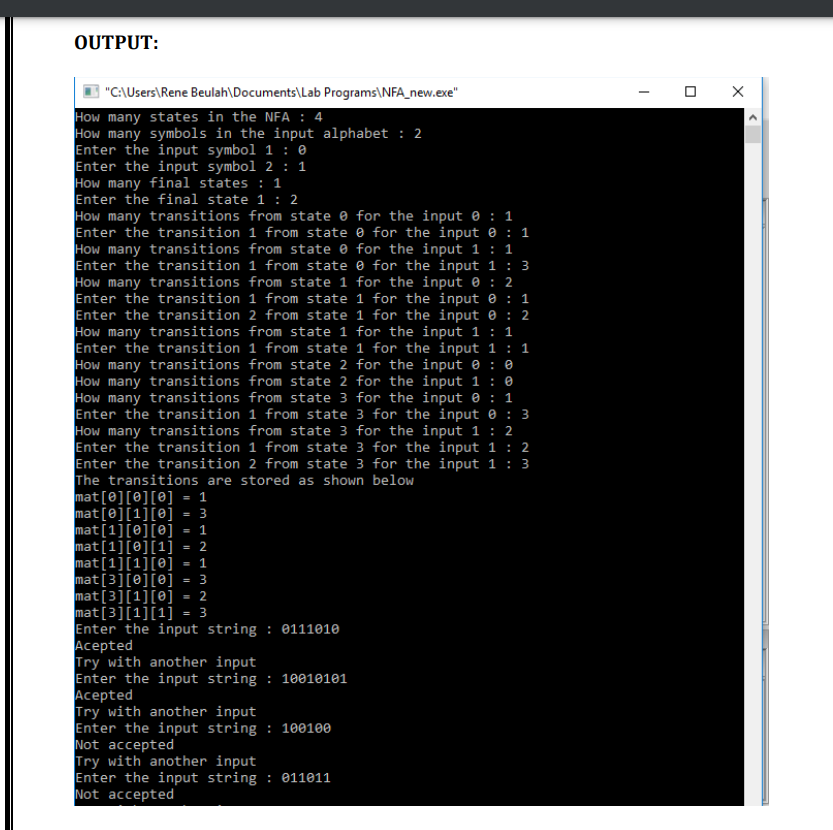 OUTPUT:
"C:\Users\Rene Beulah\Documents\Lab Programs\NFA_new.exe"
How many states in the NFA : 4
How many symbols in the input alphabet : 2
Enter the input symbol 1 : 0
Enter the input symbol 2 : 1
How many final states : 1
Enter the final state 1 : 2
How many transitions from state 0 for the input 0 : 1
Enter the transition 1 from state 0 for the input 0 : 1
How many transitions from state 0 for the input 1 : 1
Enter the transition 1 from state 0 for the input 1 : 3
How many transitions from state 1 for the input 0 : 2
Enter the transition 1 from state 1 for the input 0 : 1
Enter the transition 2 from state 1 for the input 0 : 2
How many transitions from state 1 for the input 1 : 1
Enter the transition 1 from state 1 for the input 1 : 1
How many transitions from state 2 for the input 0 : 0
How many transitions from state 2 for the input 1 : 0
How many transitions from state 3 for the input 0 : 1
Enter the transition 1 from state 3 for the input 0 : 3
How many transitions from state 3 for the input 1 : 2
Enter the transition 1 from state 3 for the input 1 : 2
Enter the transition 2 from state 3 for the input 1 : 3
The transitions are stored as shown below
mat[0][0][0] = 1
mat[0][1][0] = 3
mat[1][0][0] = 1
mat[1][0][1] = 2
mat[1][1][0] = 1
mat[3][0][0] = 3
mat[3][1][0] = 2
mat[3][1][1] = 3
Enter the input string : 0111010
Acepted
Try with another input
Enter the input string : 10010101
Acepted
Try with another input
Enter the input string : 100100
Not accepted
Try with another input
Enter the input string : 011011
Not accepted